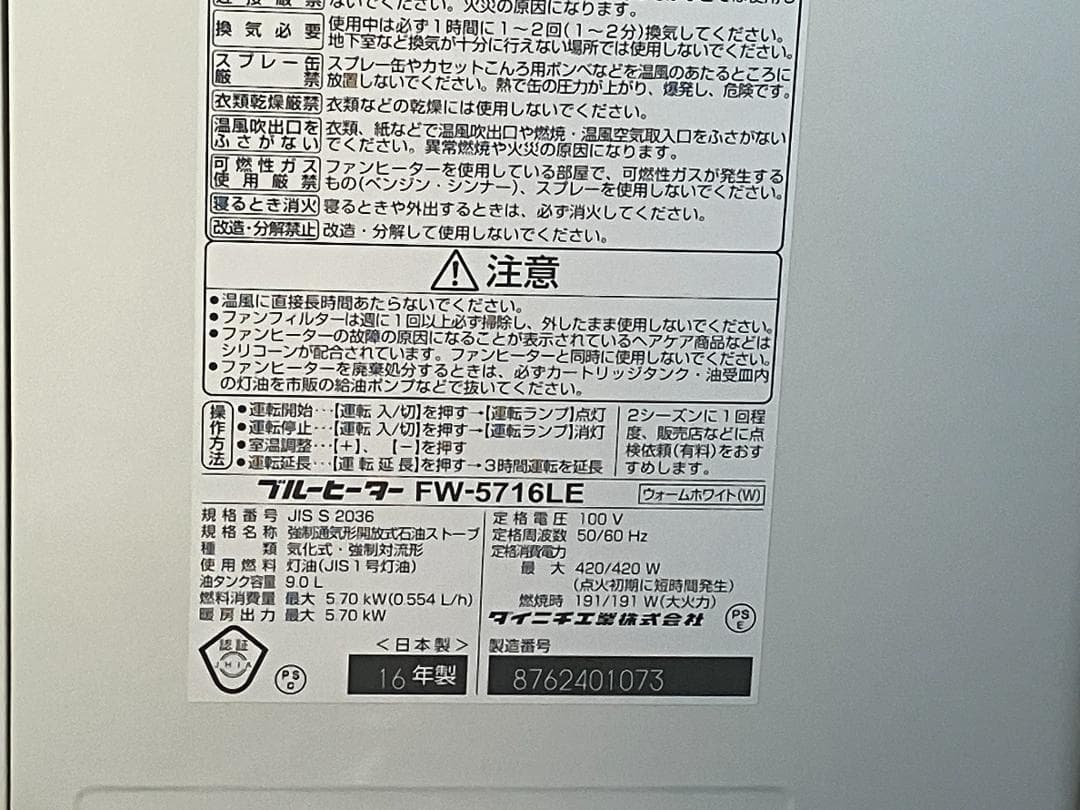 ないでください。火災の原因になります。
換気必要 使用中は必ず1時間に1～2回(1～2分)換気してください。
地下室など換気が十分に行えない場所では使用しないでください。
スプレー缶厳禁 スプレー缶やカセットこんろ用ボンベなどを温風のあたるところに
放置しないでください。熱で缶の圧力が上がり、爆発し、危険です。
衣類乾燥厳禁 衣類などの乾燥には使用しないでください。
温風吹出口をふさがない 衣類、紙などで温風吹出口や燃焼・温風空気取入口をふさがない
でください。異常燃焼や火災の原因になります。
可燃性ガス使用厳禁 ファンヒーターを使用している部屋で、可燃性ガスが発生する
もの(ベンジン・シンナー)、スプレーを使用しないでください。
寝るとき消火 寝るときや外出するときは、必ず消火してください。
改造・分解禁止 改造・分解して使用しないでください。
注意
●温風に直接長時間あたらないでください。
●ファンフィルターは週に1回以上必ず掃除し、外したまま使用しないでください。
●ファンヒーターの故障の原因になることが表示されているヘアケア商品などは
シリコーンが配合されています。ファンヒーターと同時に使用しないでください。
●ファンヒーターを廃棄処分するときは、必ずカートリッジタンク・油受皿内
の灯油を市販の給油ポンプなどで抜いてください。
操作方法
●運転開始…【運転 入/切】を押す→【運転ランプ】点灯
●運転停止…【運転 入/切】を押す→【運転ランプ】消灯
●室温調整…【＋】、【－】を押す
●運転延長…【運転延長】を押す→3時間運転を延長
2シーズンに1回程
度、販売店などに点
検依頼(有料)をおす
すめします。
ブルーヒーター FW-5716LE ウォームホワイト(W)
規格番号 JIS S 2036
規格名称 強制通気形開放式石油ストーブ
種類 気化式・強制対流形
使用燃料 灯油(JIS1号灯油)
油タンク容量 9.0 L
燃料消費量 最大 5.70 kW(0.554 L/h)
暖房出力 最大 5.70 kW
定格電圧 100 V
定格周波数 50/60 Hz
定格消費電力
最大 420/420 W
(点火初期に短時間発生)
燃焼時 191/191 W(大火力)
ダイニチ工業株式会社
PS E
認証
JHIA
PS C
<日本製>
16年製
製造番号
8762401073